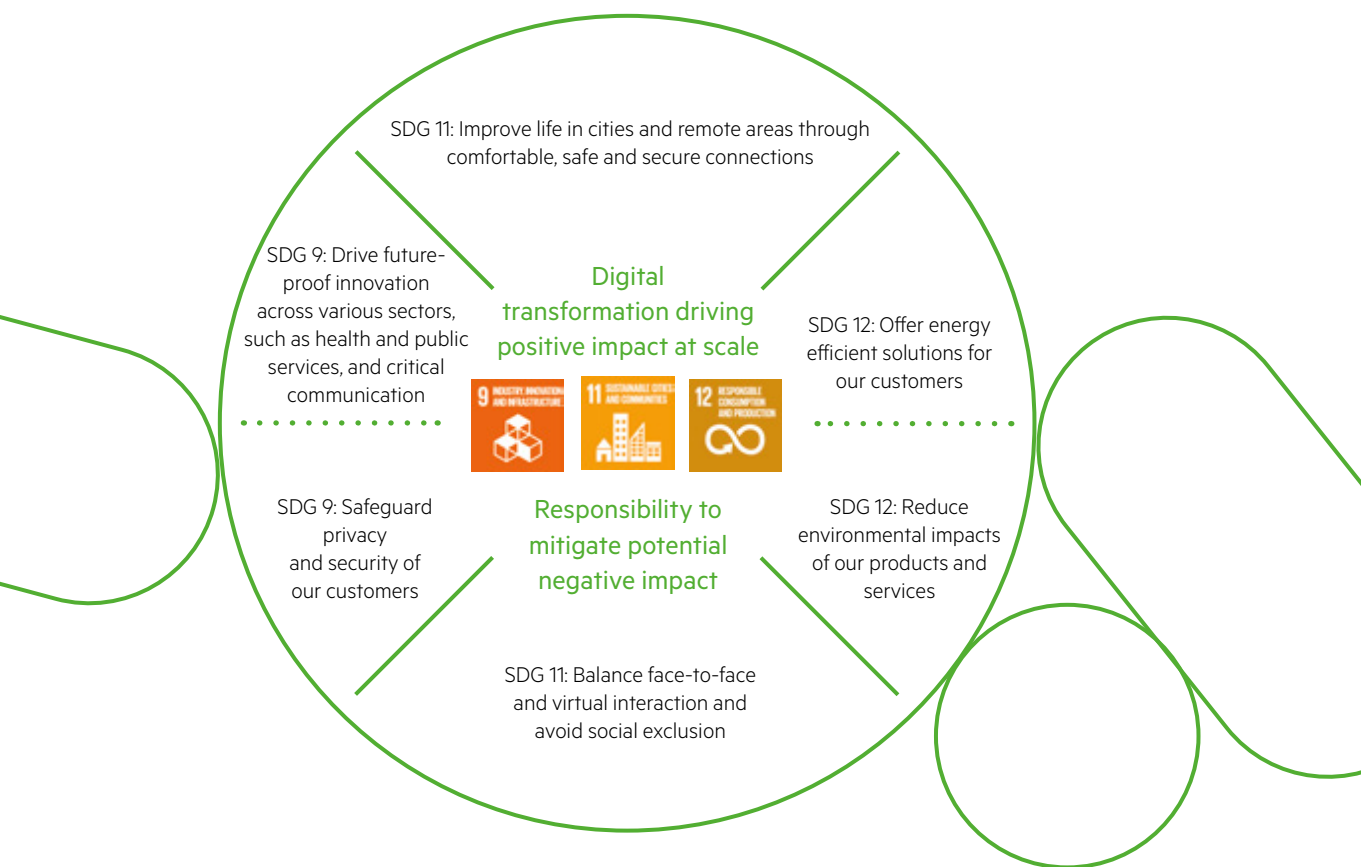 SDG 11: Improve life in cities and remote areas through
comfortable, safe and secure connections
SDG 9: Drive future-
proof innovation
across various sectors,
such as health and public
services, and critical
communication
Digital
transformation driving
positive impact at scale
SDG 12: Offer energy
efficient solutions for
our customers
9 INDUSTRY, INNOVATION
AND INFRASTRUCTURE
11 SUSTAINABLE CITIES
AND COMMUNITIES
12 RESPONSIBLE
CONSUMPTION
AND PRODUCTION
SDG 9: Safeguard
privacy
and security of
our customers
Responsibility to
mitigate potential
negative impact
SDG 12: Reduce
environmental impacts
of our products and
services
SDG 11: Balance face-to-face
and virtual interaction and
avoid social exclusion